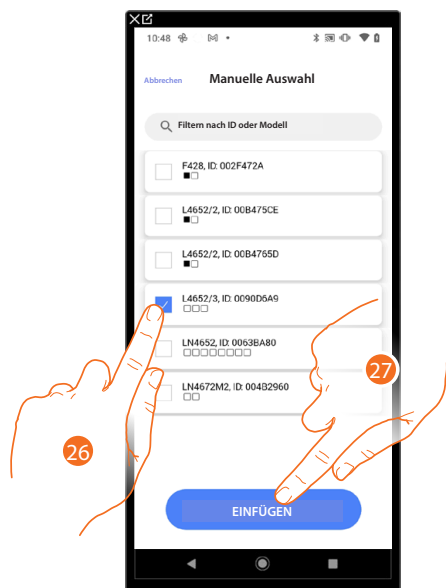 10:48
Abbrechen Manuelle Auswahl
Filtern nach ID oder Modell
F428, ID: 002F472A
L4652/2, ID: 00B475CE
L4652/2, ID: 00B4765D
L4652/3, ID: 0090D6A9
LN4652, ID: 0063BA80
LN4672M2, ID: 004B2960
27
26
EINFÜGEN